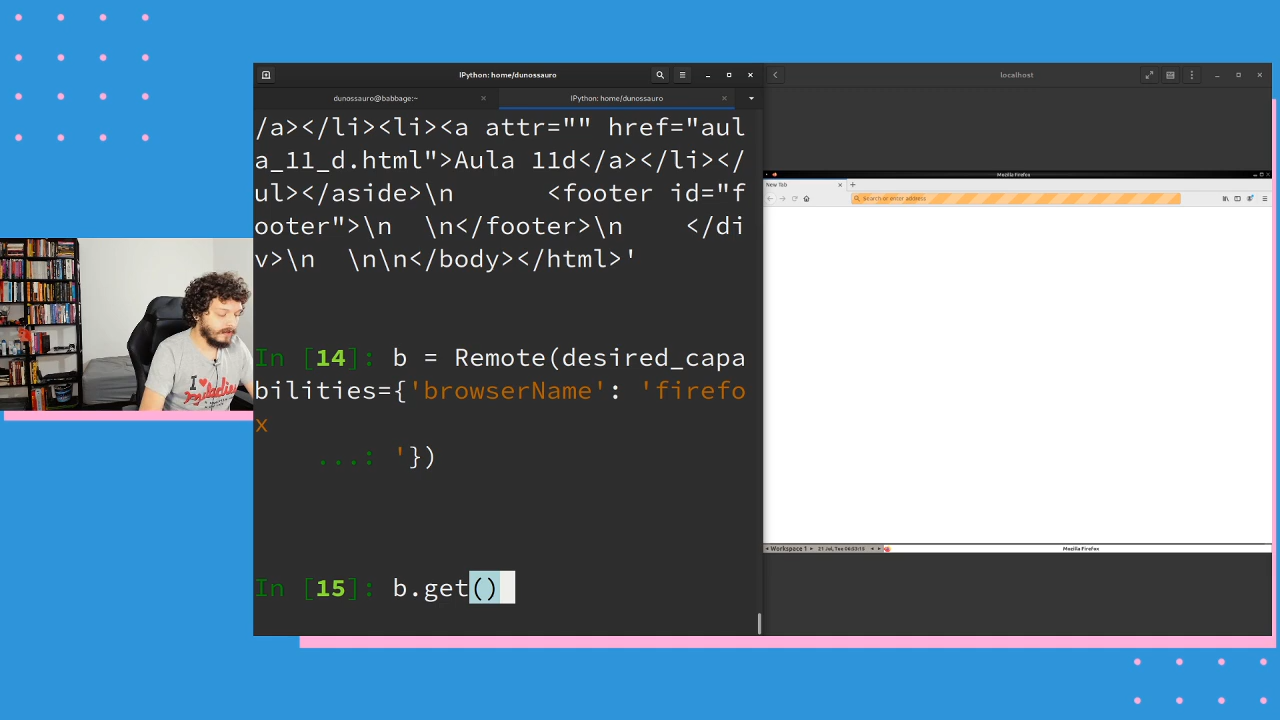 IPython: home/dunossauro
dunossauro@babbage:~
IPython: home/dunossauro
/a></li><li><a attr="" href="aul
a_11_d.html">Aula 11d</a></li></
ul></aside>\n      <footer id="f
ooter">\n  \n</footer>\n    </di
v>\n  \n\n</body></html>'
In [14]: b = Remote(desired_capa
bilities={'browserName': 'firefo
x
...: '})
In [15]: b.get()
localhost
Mozilla Firefox
New Tab
Search or enter address
Workspace 1
Mozilla Firefox
I